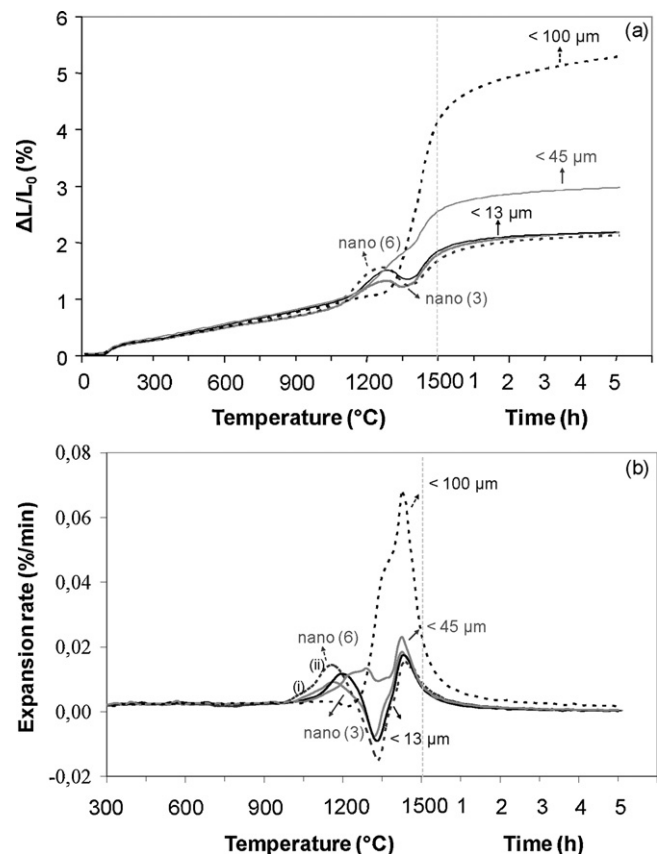 6
(a)
< 100 µm
5
4
ΔL/L₀ (%)
< 45 µm
3
< 13 µm
nano (6)
2
1
nano (3)
0
0 300 600 900 1200 1500 1 2 3 4 5
Temperature (°C) Time (h)
0,08
(b)
< 100 µm
0,06
Expansion rate (%/min)
0,04
nano (6)
< 45 µm
0,02
(ii)
(i)
0,00
nano (3)
< 13 µm
-0,02
300 600 900 1200 1500 1 2 3 4 5
Temperature (°C) Time (h)